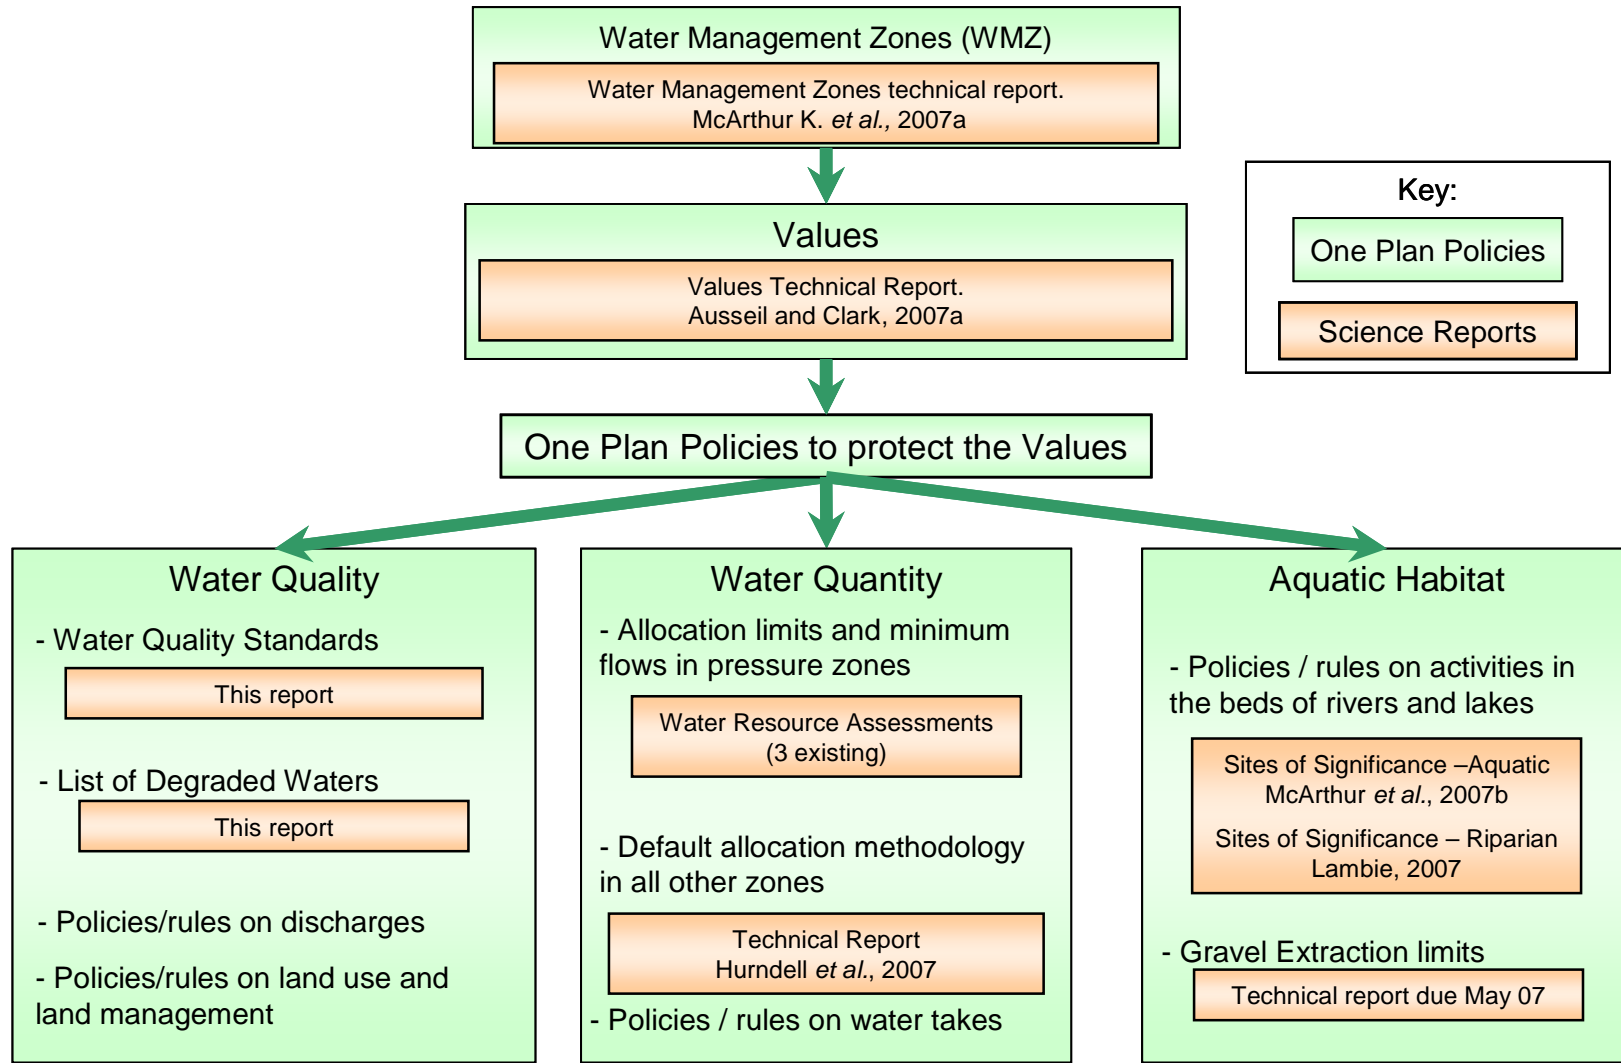 Water Management Zones (WMZ)
Water Management Zones technical report.
McArthur K. et al., 2007a
Values
Values Technical Report.
Ausseil and Clark, 2007a
Key:
One Plan Policies
Science Reports
One Plan Policies to protect the Values
Water Quality
- Water Quality Standards
This report
- List of Degraded Waters
This report
- Policies/rules on discharges
- Policies/rules on land use and
land management
Water Quantity
- Allocation limits and minimum
flows in pressure zones
Water Resource Assessments
(3 existing)
- Default allocation methodology
in all other zones
Technical Report
Hurndell et al., 2007
- Policies / rules on water takes
Aquatic Habitat
- Policies / rules on activities in
the beds of rivers and lakes
Sites of Significance –Aquatic
McArthur et al., 2007b
Sites of Significance – Riparian
Lambie, 2007
- Gravel Extraction limits
Technical report due May 07